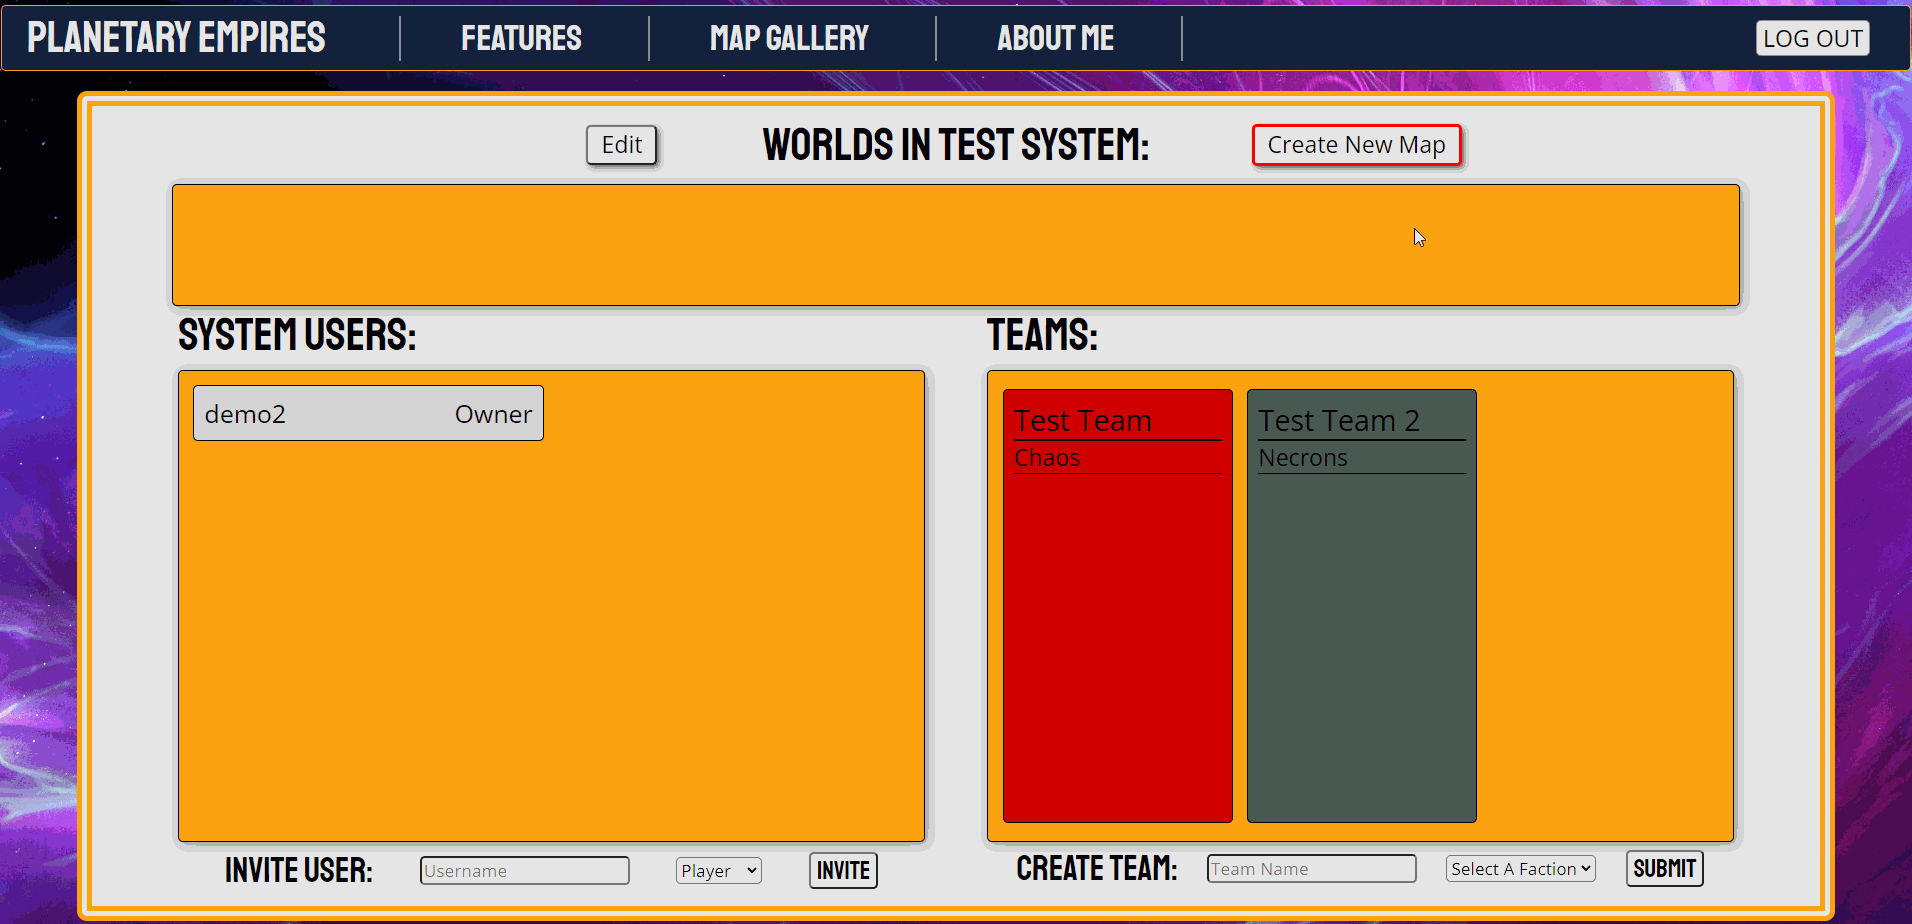 PLANETARY EMPIRES FEATURES MAP GALLERY ABOUT ME LOG OUT
Edit WORLDS IN TEST SYSTEM: Create New Map
SYSTEM USERS: TEAMS:
demo2 Owner
Test Team Test Team 2
Chaos Necrons
INVITE USER: Username Player INVITE CREATE TEAM: Team Name Select A Faction SUBMIT